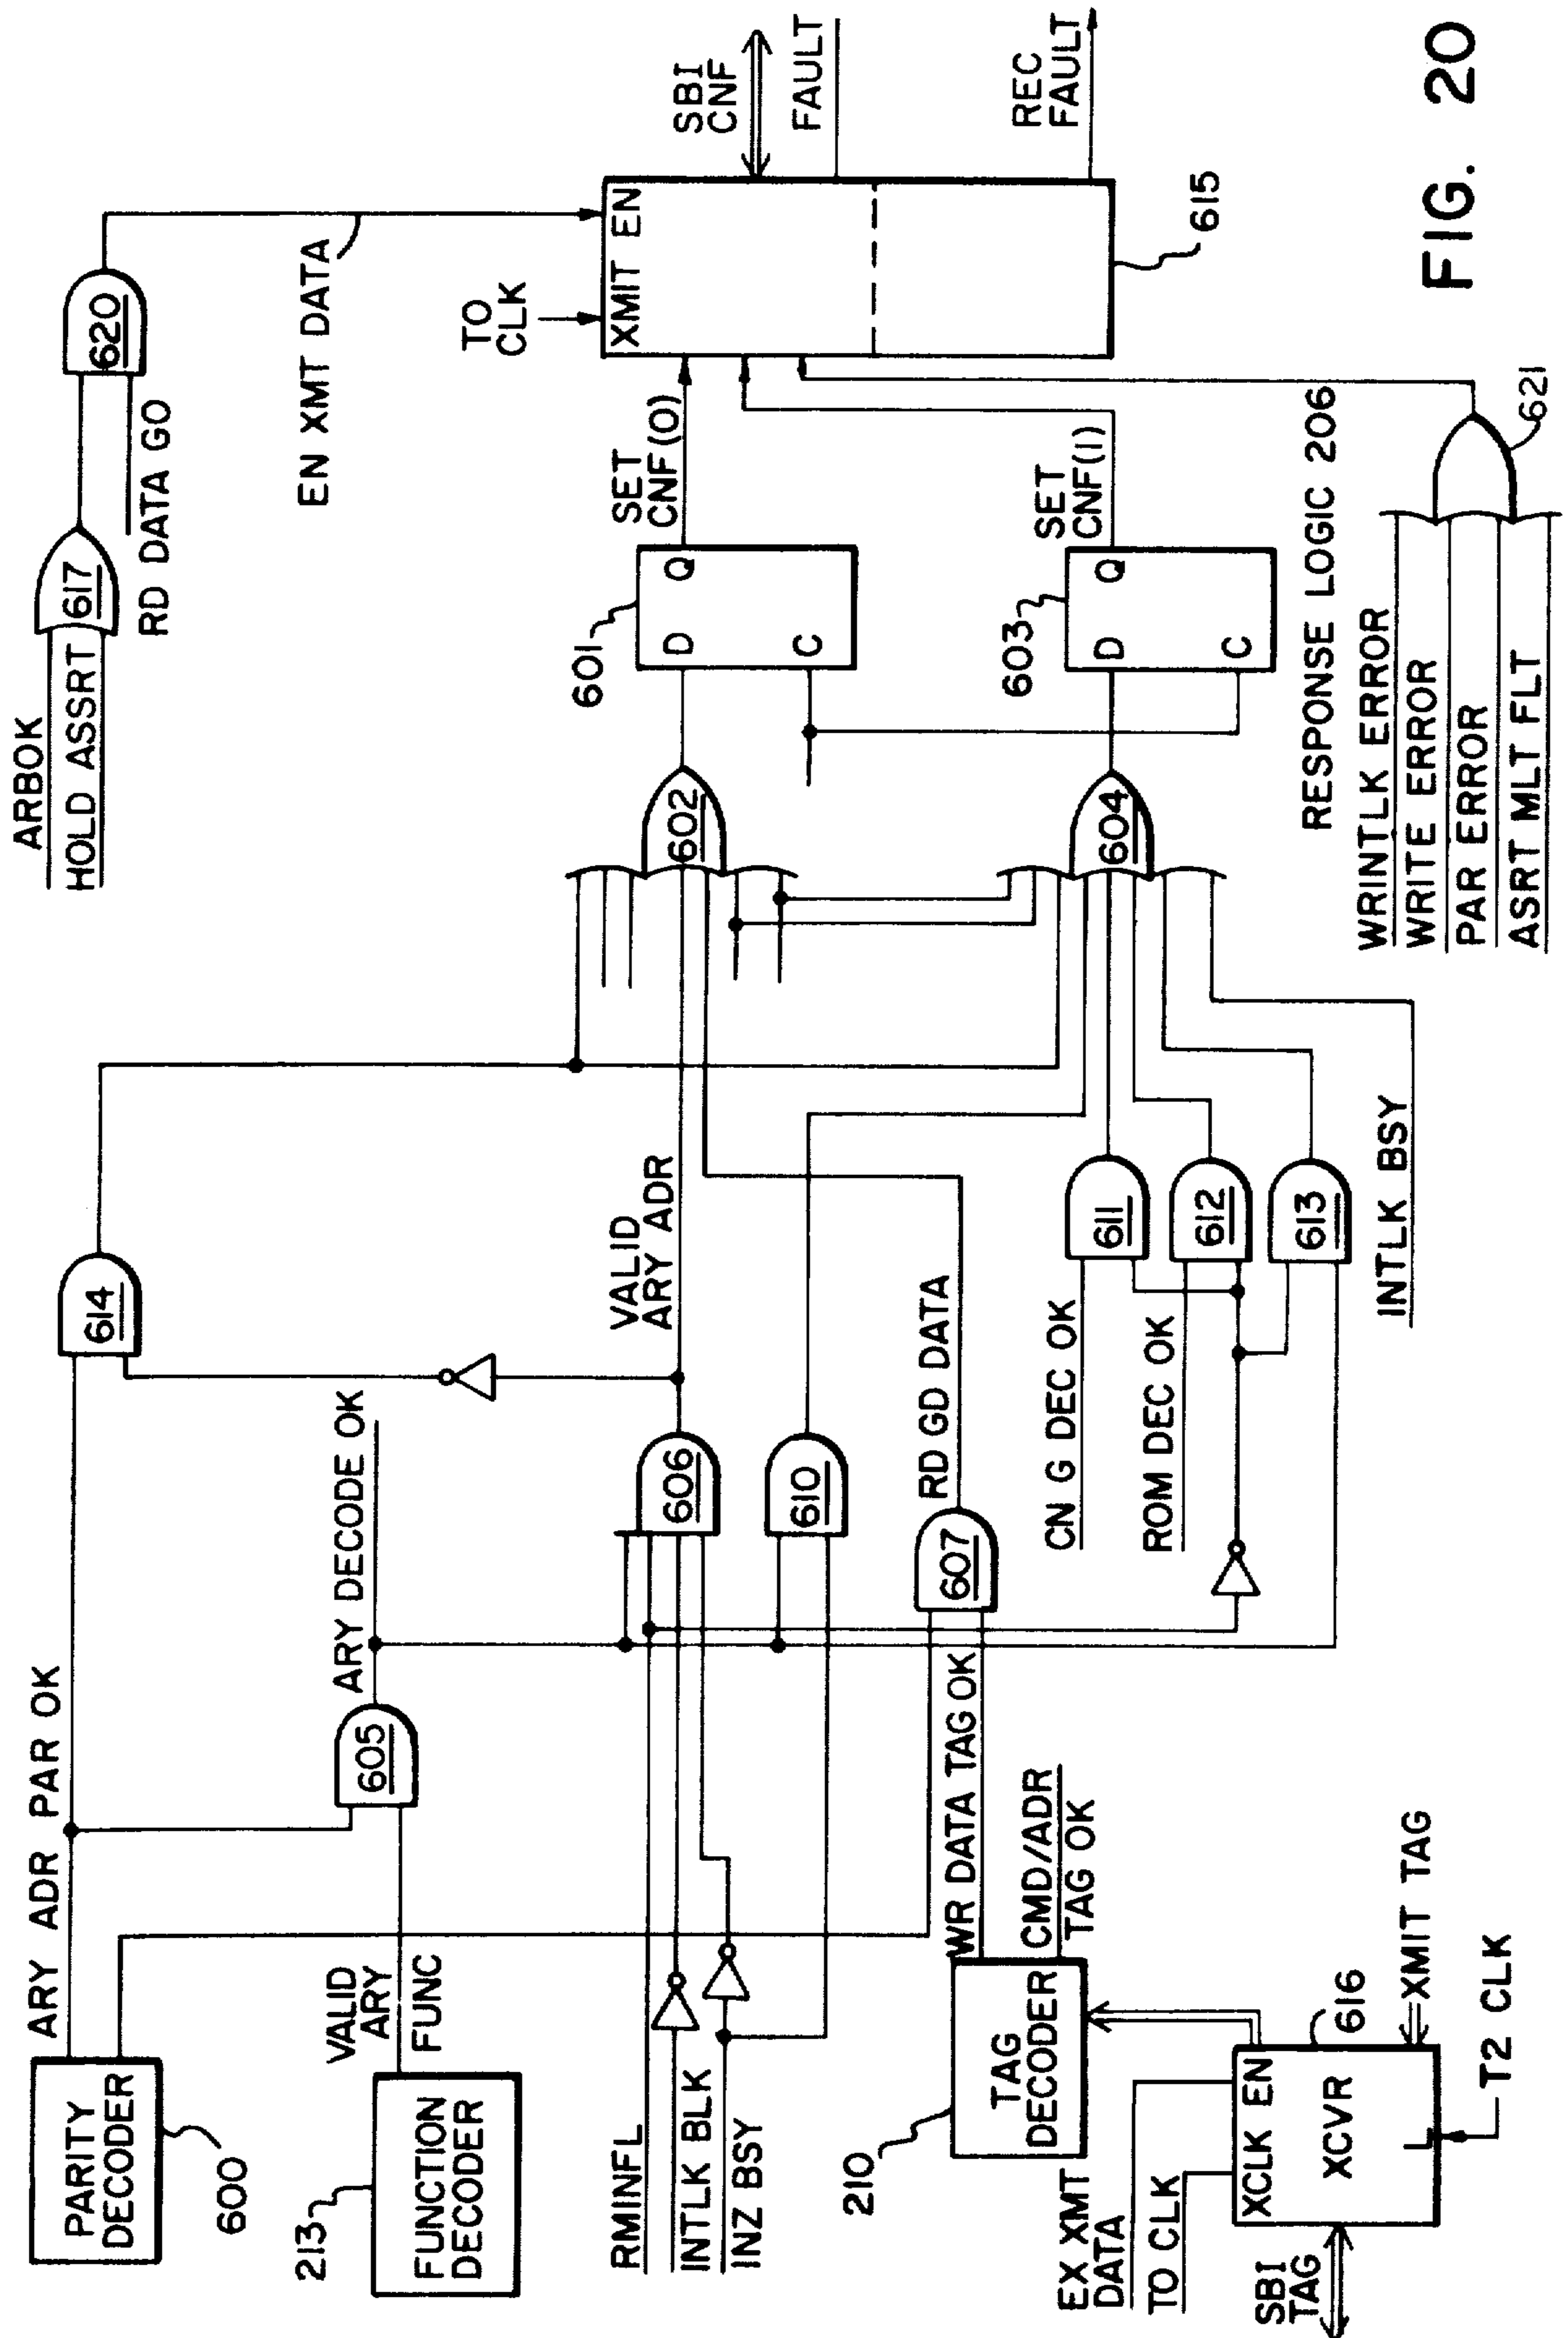 PARITY
DECODER
600
ARY ADR PAR OK
614
213
FUNCTION
DECODER
VALID
ARY
FUNC
605
ARY DECODE OK
RMINFL
INTLK BLK
INZ BSY
606
610
VALID
ARY ADR
602
601
D
Q
C
SET
CNF(0)
ARBOK
HOLD ASSRT
617
RD DATA GO
620
EN XMT DATA
TO
CLK
XMIT EN
SBI
CNF
FAULT
REC
FAULT
615
210
TAG
DECODER
WR DATA TAG OK
CMD/ADR
TAG OK
607
RD GD DATA
CN G DEC OK
ROM DEC OK
611
612
613
INTLK BSY
604
603
D
Q
C
SET
CNF(1)
EX XMT
DATA
TO CLK
SBI
TAG
XCLK EN
XCVR
L
616
XMIT TAG
T2 CLK
RESPONSE LOGIC 206
WRINTLK ERROR
WRITE ERROR
PAR ERROR
ASRT MLT FLT
621
FIG. 20